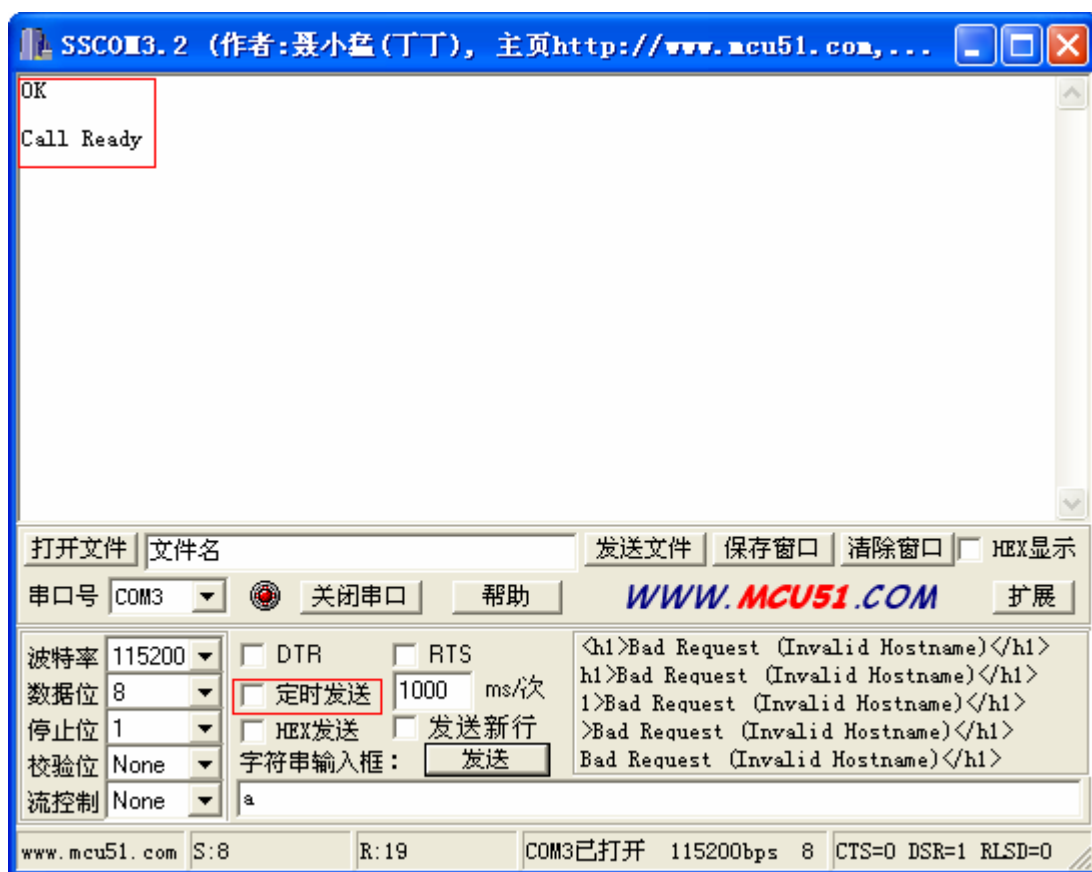 SSCOM3.2 (作者:聂小猛(丁丁), 主页http://www.mcu51.com,...
OK
Call Ready
打开文件 文件名 发送文件 保存窗口 清除窗口 HEX显示
串口号 COM3 关闭串口 帮助 WWW.MCU51.COM 扩展
波特率 115200 DTR RTS
数据位 8 定时发送 1000 ms/次
停止位 1 HEX发送 发送新行
校验位 None 字符串输入框: 发送
流控制 None a
<h1>Bad Request (Invalid Hostname)</h1>
h1>Bad Request (Invalid Hostname)</h1>
1>Bad Request (Invalid Hostname)</h1>
>Bad Request (Invalid Hostname)</h1>
Bad Request (Invalid Hostname)</h1>
www.mcu51.com S:8 R:19 COM3已打开 115200bps 8 CTS=0 DSR=1 RLSD=0